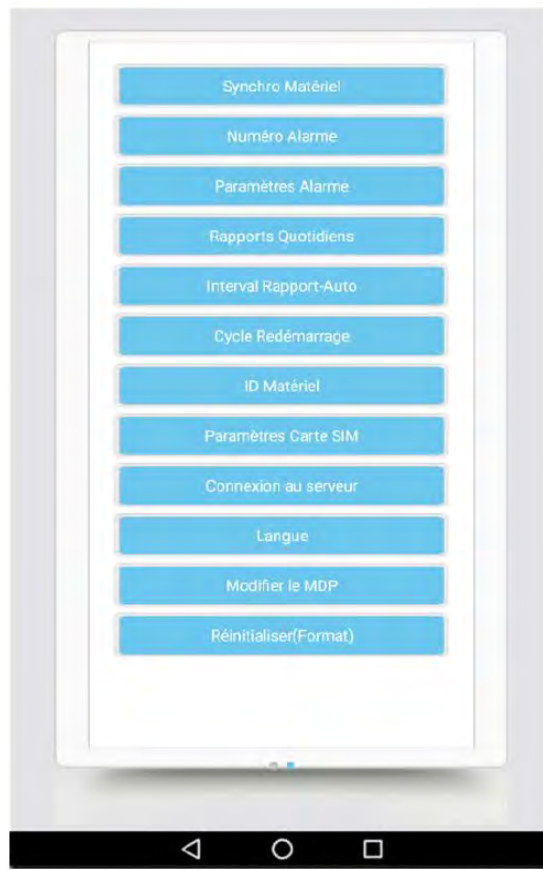 Synchro Matériel
Numéro Alarme
Paramètres Alarme
Rapports Quotidiens
Interval Rapport-Auto
Cycle Redémarrage
ID Matériel
Paramètres Carte SIM
Connexion au serveur
Langue
Modifier le MDP
Réinitialiser(Format)